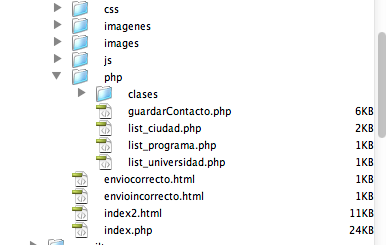 css
imagenes
images
js
php
clases
guardarContacto.php 6KB
list_ciudad.php 2KB
list_programa.php 1KB
list_universidad.php 1KB
enviocorrecto.html 1KB
envioincorrecto.html 1KB
index2.html 11KB
index.php 24KB